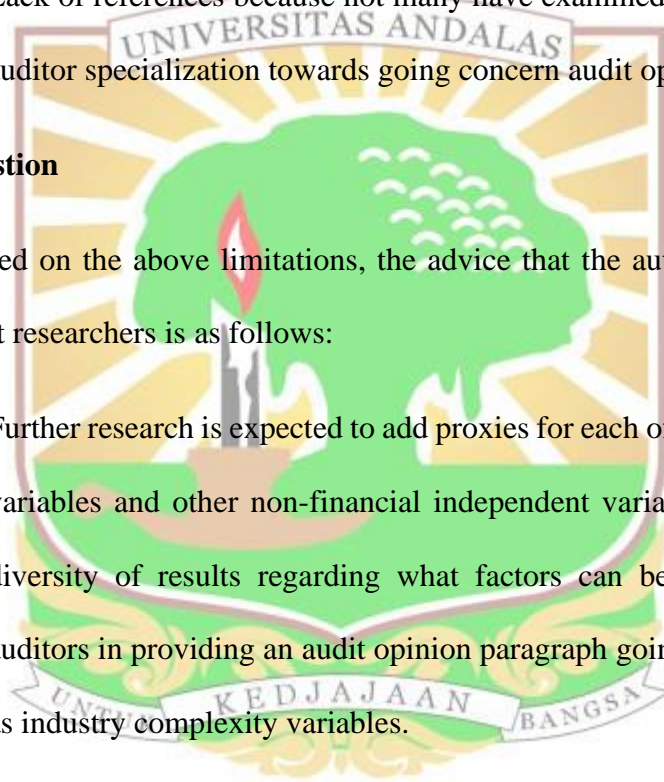 Lack of references because not many have examined
UNIVERSITAS ANDALAS
auditor specialization towards going concern audit op
stion
ed on the above limitations, the advice that the au
t researchers is as follows:
Further research is expected to add proxies for each o
variables and other non-financial independent varia
diversity of results regarding what factors can be
auditors in providing an audit opinion paragraph goin
as industry complexity variables.
UNTUK KEDJAJAAN BANGSA